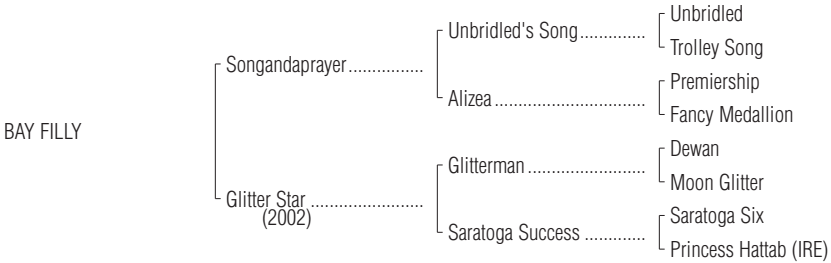 Unbridled
Unbridled's Song..............
Trolley Song
Songandaprayer................
Premiership
Alizea ................................
Fancy Medallion
BAY FILLY
Dewan
Glitterman .........................
Moon Glitter
Glitter Star ........................
(2002)
Saratoga Six
Saratoga Success .............
Princess Hattab (IRE)